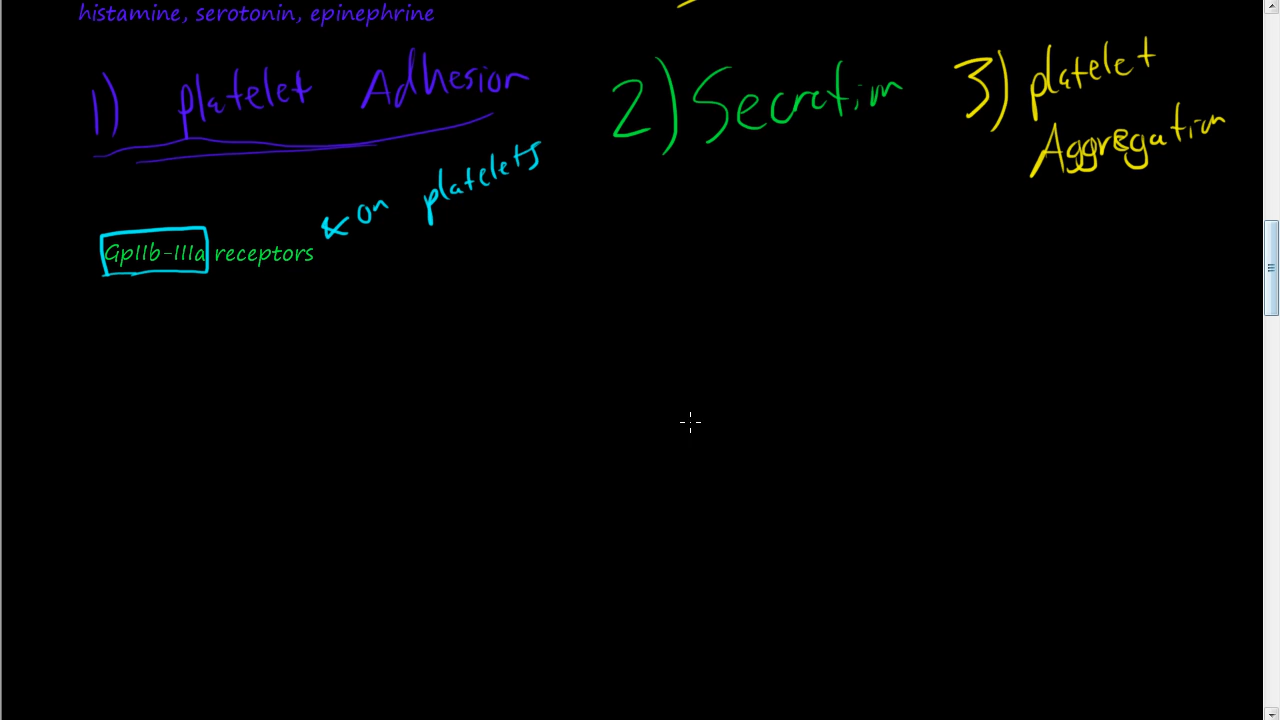 histamine, serotonin, epinephrine
1) platelet Adhesion
2) Secretion
3) platelet
Aggregation
on platelets
GpIIb-IIIa receptors